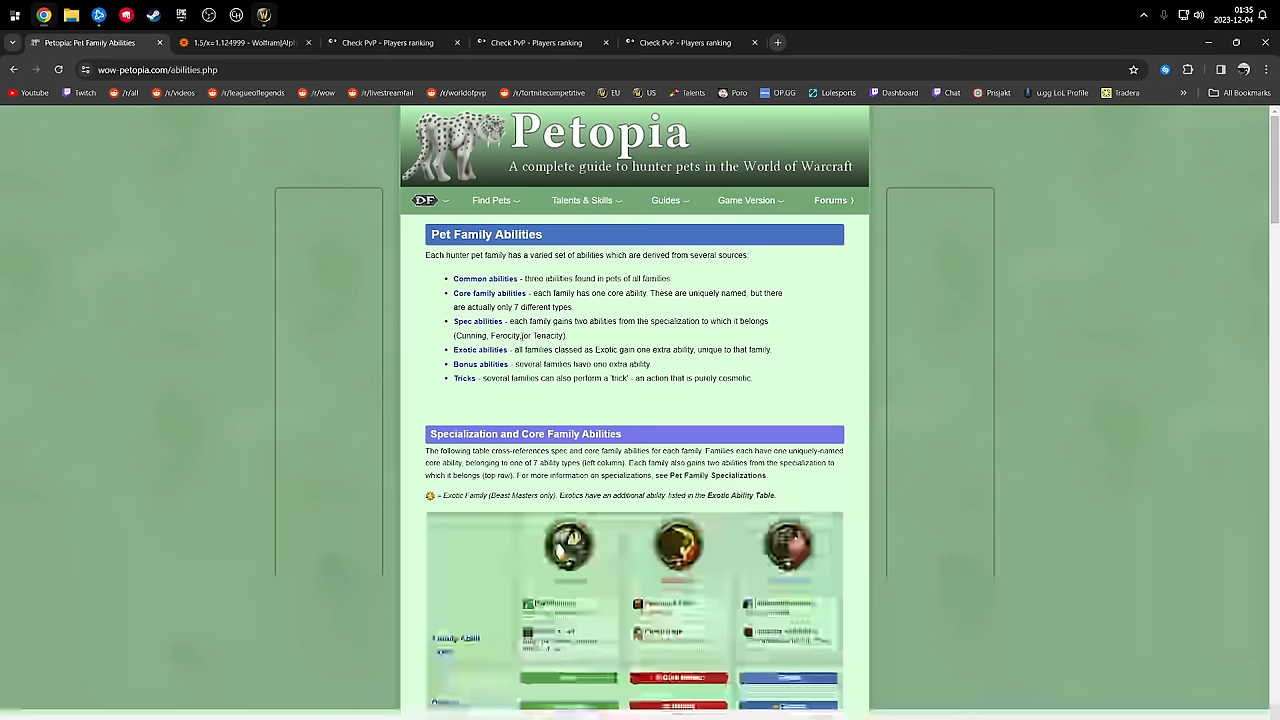 01:35
2023-12-04
Petopia: Pet Family Abilities
1.5/x=1.124999 - Wolfram|Alp
Check PvP - Players ranking
Check PvP - Players ranking
Check PvP - Players ranking
wow-petopia.com/abilities.php
Youtube
Twitch
/r/all
/r/videos
/r/leagueoflegends
/r/wow
/r/livestreamfail
/r/worldofpvp
/r/fortnitecompetitive
EU
US
Talents
Poro
OP.GG
Lolesports
Dashboard
Chat
Prisjakt
u.gg LoL Profile
Tradera
All Bookmarks
Petopia
A complete guide to hunter pets in the World of Warcraft
DF
Find Pets
Talents & Skills
Guides
Game Version
Forums
Pet Family Abilities
Each hunter pet family has a varied set of abilities which are derived from several sources:
• Common abilities - three abilities found in pets of all families.
• Core family abilities - each family has one core ability. These are uniquely named, but there
are actually only 7 different types.
• Spec abilities - each family gains two abilities from the specialization to which it belongs
(Cunning, Ferocity, or Tenacity).
• Exotic abilities - all families classed as Exotic gain one extra ability, unique to that family.
• Bonus abilities - several families have one extra ability.
• Tricks - several families can also perform a 'trick' - an action that is purely cosmetic.
Specialization and Core Family Abilities
The following table cross-references spec and core family abilities for each family. Families each have one uniquely-named
core ability, belonging to one of 7 ability types (left column). Each family also gains two abilities from the specialization to
which it belongs (top row). For more information on specializations, see Pet Family Specializations.
= Exotic Family (Beast Masters only). Exotics have an additional ability, listed in the Exotic Ability Table.